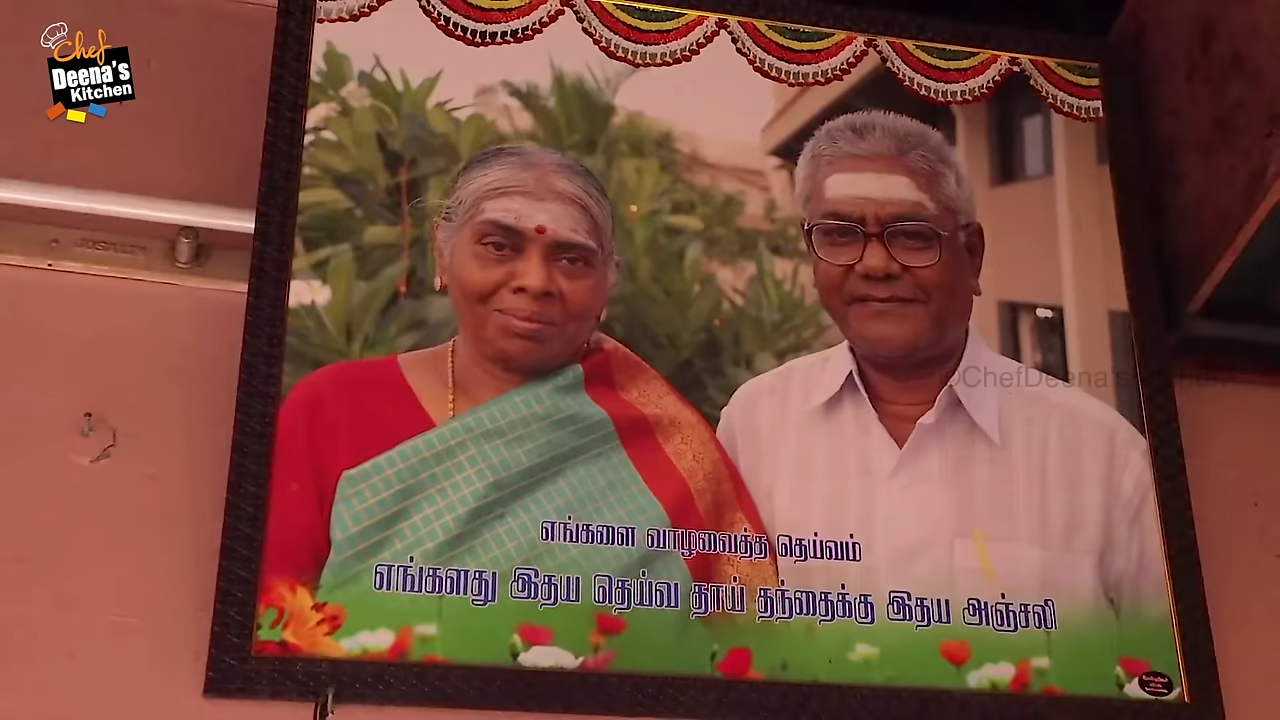 Chef
Deena's
Kitchen
எங்களை வாழவைத்த தெய்வம்
எங்களது இதய தெய்வ தாய் தந்தைக்கு இதய அஞ்சலி
©ChefDeena's